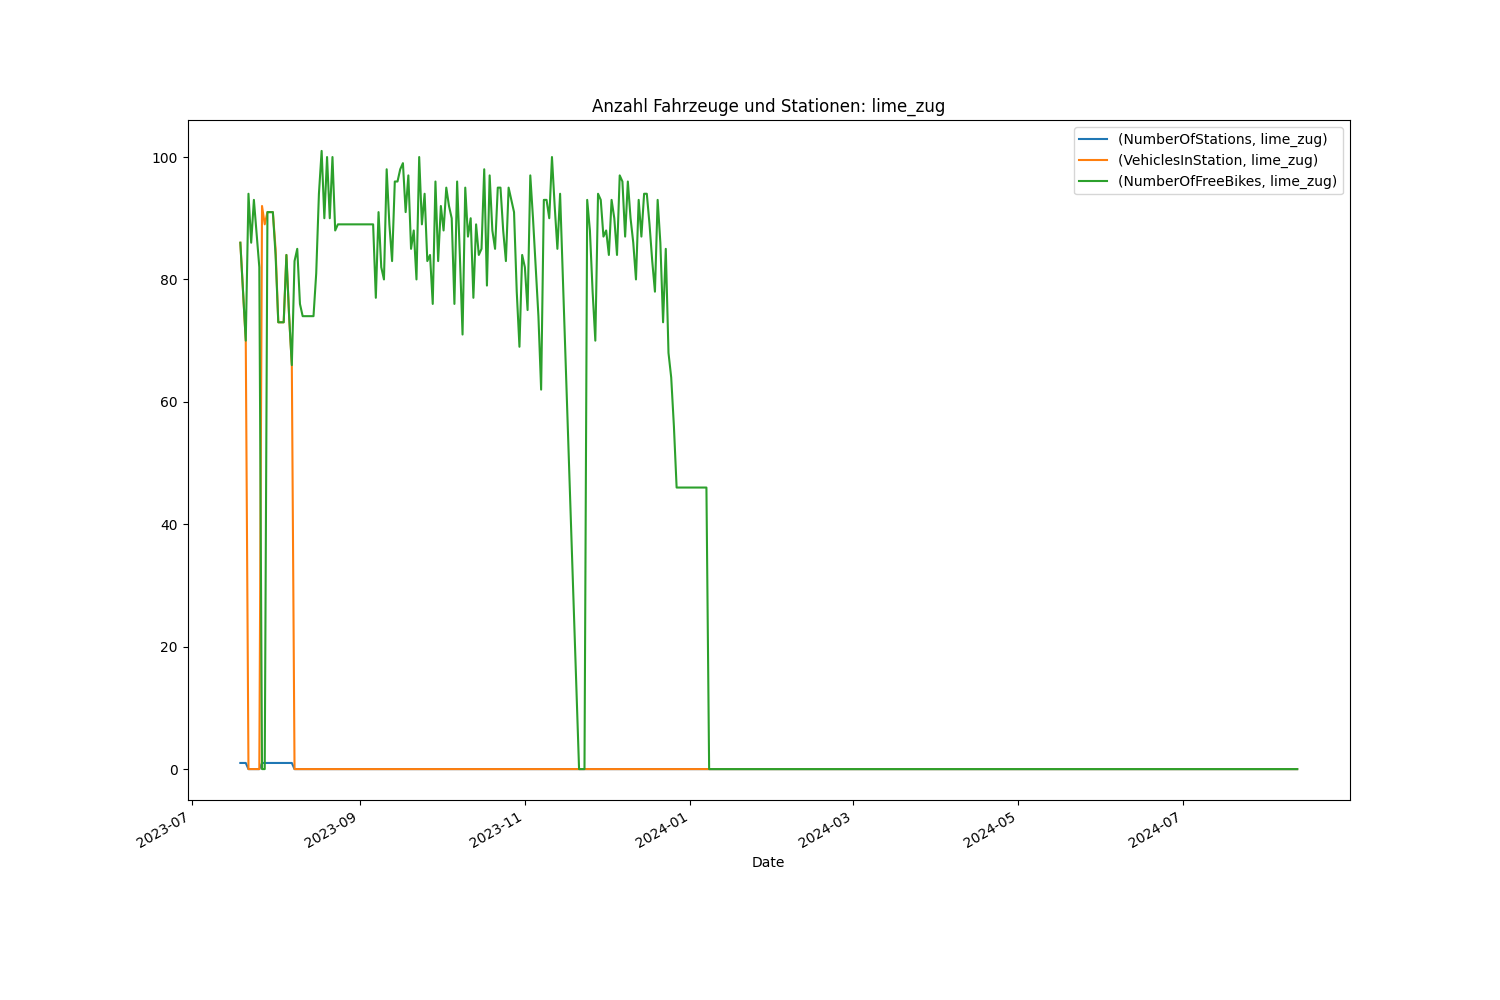 Anzahl Fahrzeuge und Stationen: lime_zug
(NumberOfStations, lime_zug)
(VehiclesInStation, lime_zug)
(NumberOfFreeBikes, lime_zug)
100
80
60
40
20
0
2023-07
2023-09
2023-11
2024-01
2024-03
2024-05
2024-07
Date